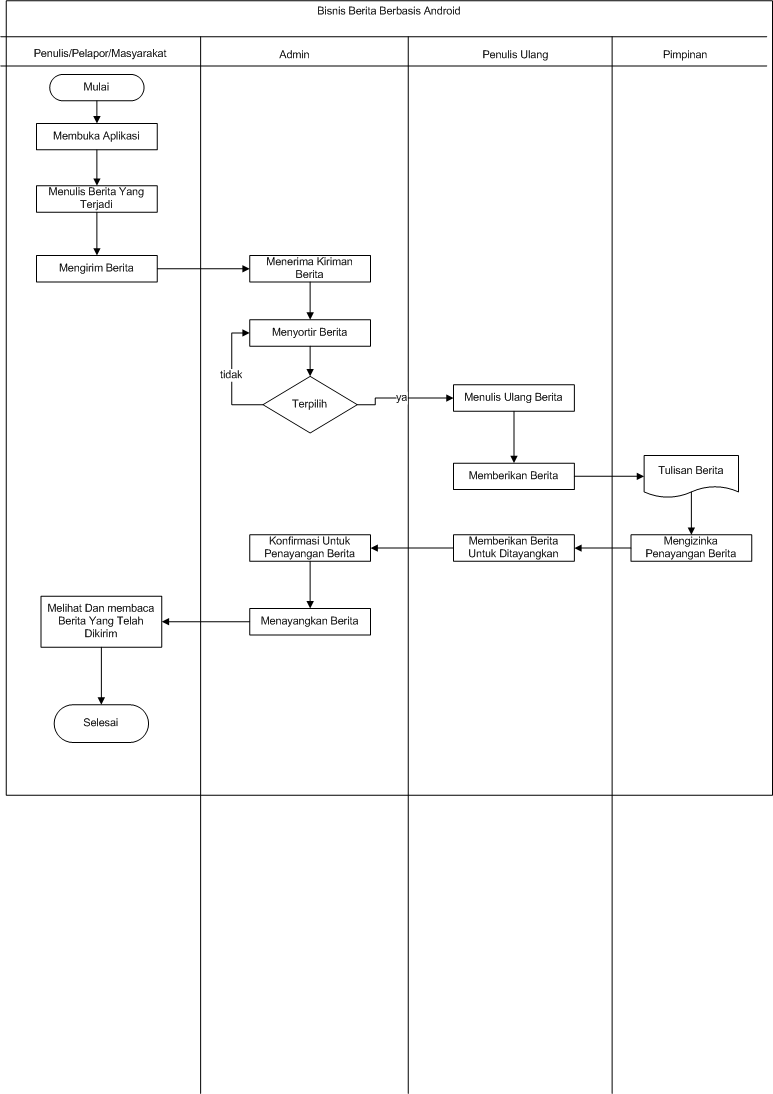 Bisnis Berita Berbasis Android
Penulis/Pelapor/Masyarakat
Admin
Penulis Ulang
Pimpinan
Mulai
Membuka Aplikasi
Menulis Berita Yang
Terjadi
Mengirim Berita
Menerima Kiriman
Berita
Menyortir Berita
tidak
Terpilih
ya
Menulis Ulang Berita
Memberikan Berita
Tulisan Berita
Mengizinka
Penayangan Berita
Memberikan Berita
Untuk Ditayangkan
Konfirmasi Untuk
Penayangan Berita
Menayangkan Berita
Melihat Dan membaca
Berita Yang Telah
Dikirim
Selesai